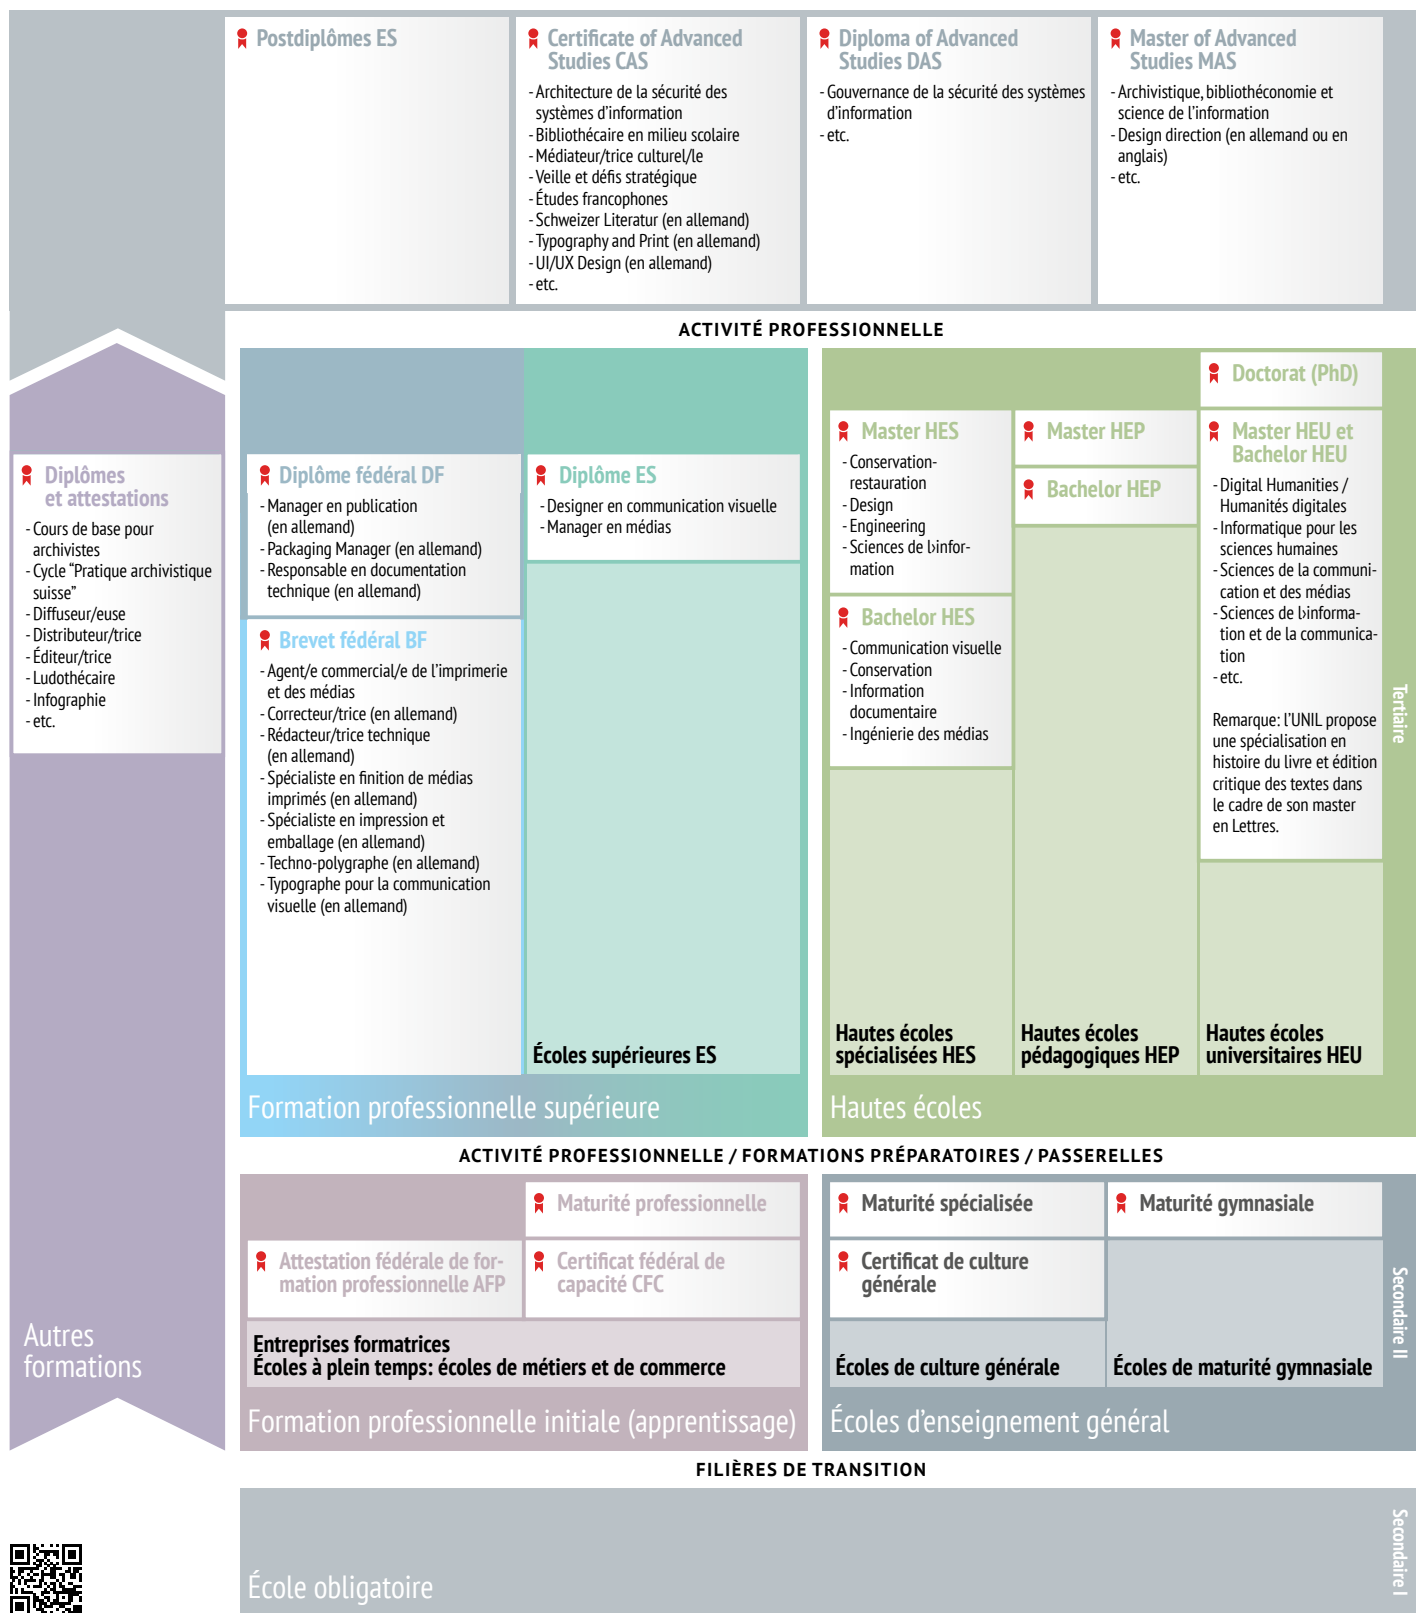 Postdiplômes ES
Certificate of Advanced
Studies CAS
- Architecture de la sécurité des
systèmes d’information
- Bibliothécaire en milieu scolaire
- Médiateur/trice culturel/le
- Veille et défis stratégique
- Études francophones
- Schweizer Literatur (en allemand)
- Typography and Print (en allemand)
- UI/UX Design (en allemand)
- etc.
Diploma of Advanced
Studies DAS
- Gouvernance de la sécurité des systèmes
d’information
- etc.
Master of Advanced
Studies MAS
- Archivistique, bibliothéconomie et
science de l’information
- Design direction (en allemand ou en
anglais)
- etc.
ACTIVITÉ PROFESSIONNELLE
Diplômes
et attestations
- Cours de base pour
archivistes
- Cycle “Pratique archivistique
suisse”
- Diffuseur/euse
- Distributeur/trice
- Éditeur/trice
- Ludothécaire
- Infographie
- etc.
Autres
formations
Diplôme fédéral DF
- Manager en publication
(en allemand)
- Packaging Manager (en allemand)
- Responsable en documentation
technique (en allemand)
Brevet fédéral BF
- Agent/e commercial/e de l’imprimerie
et des médias
- Correcteur/trice (en allemand)
- Rédacteur/trice technique
(en allemand)
- Spécialiste en finition de médias
imprimés (en allemand)
- Spécialiste en impression et
emballage (en allemand)
- Techno-polygraphe (en allemand)
- Typographe pour la communication
visuelle (en allemand)
Diplôme ES
- Designer en communication visuelle
- Manager en médias
Écoles supérieures ES
Formation professionnelle supérieure
Master HES
- Conservation-
restauration
- Design
- Engineering
- Sciences de l›infor-
mation
Bachelor HES
- Communication visuelle
- Conservation
- Information
documentaire
- Ingénierie des médias
Hautes écoles
spécialisées HES
Master HEP
Bachelor HEP
Hautes écoles
pédagogiques HEP
Doctorat (PhD)
Master HEU et
Bachelor HEU
- Digital Humanities /
Humanités digitales
- Informatique pour les
sciences humaines
- Sciences de la communi-
cation et des médias
- Sciences de l›informa-
tion et de la communica-
tion
- etc.
Remarque: l’UNIL propose
une spécialisation en
histoire du livre et édition
critique des textes dans
le cadre de son master
en Lettres.
Hautes écoles
universitaires HEU
Hautes écoles
Tertiaire
ACTIVITÉ PROFESSIONNELLE / FORMATIONS PRÉPARATOIRES / PASSERELLES
Maturité professionnelle
Attestation fédérale de for-
mation professionnelle AFP
Certificat fédéral de
capacité CFC
Entreprises formatrices
Écoles à plein temps: écoles de métiers et de commerce
Formation professionnelle initiale (apprentissage)
Maturité spécialisée
Certificat de culture
générale
Écoles de culture générale
Maturité gymnasiale
Écoles de maturité gymnasiale
Écoles d’enseignement général
Secondaire II
FILIÈRES DE TRANSITION
École obligatoire
Secondaire I